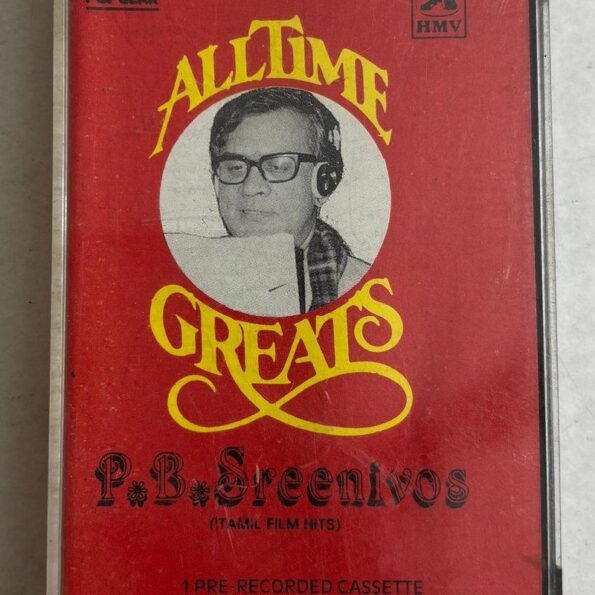 HMV
ALLTIME
GREATS
P.B.Sreenivos
(TAMIL FILM HITS)
1 PRE-RECORDED CASSETTE